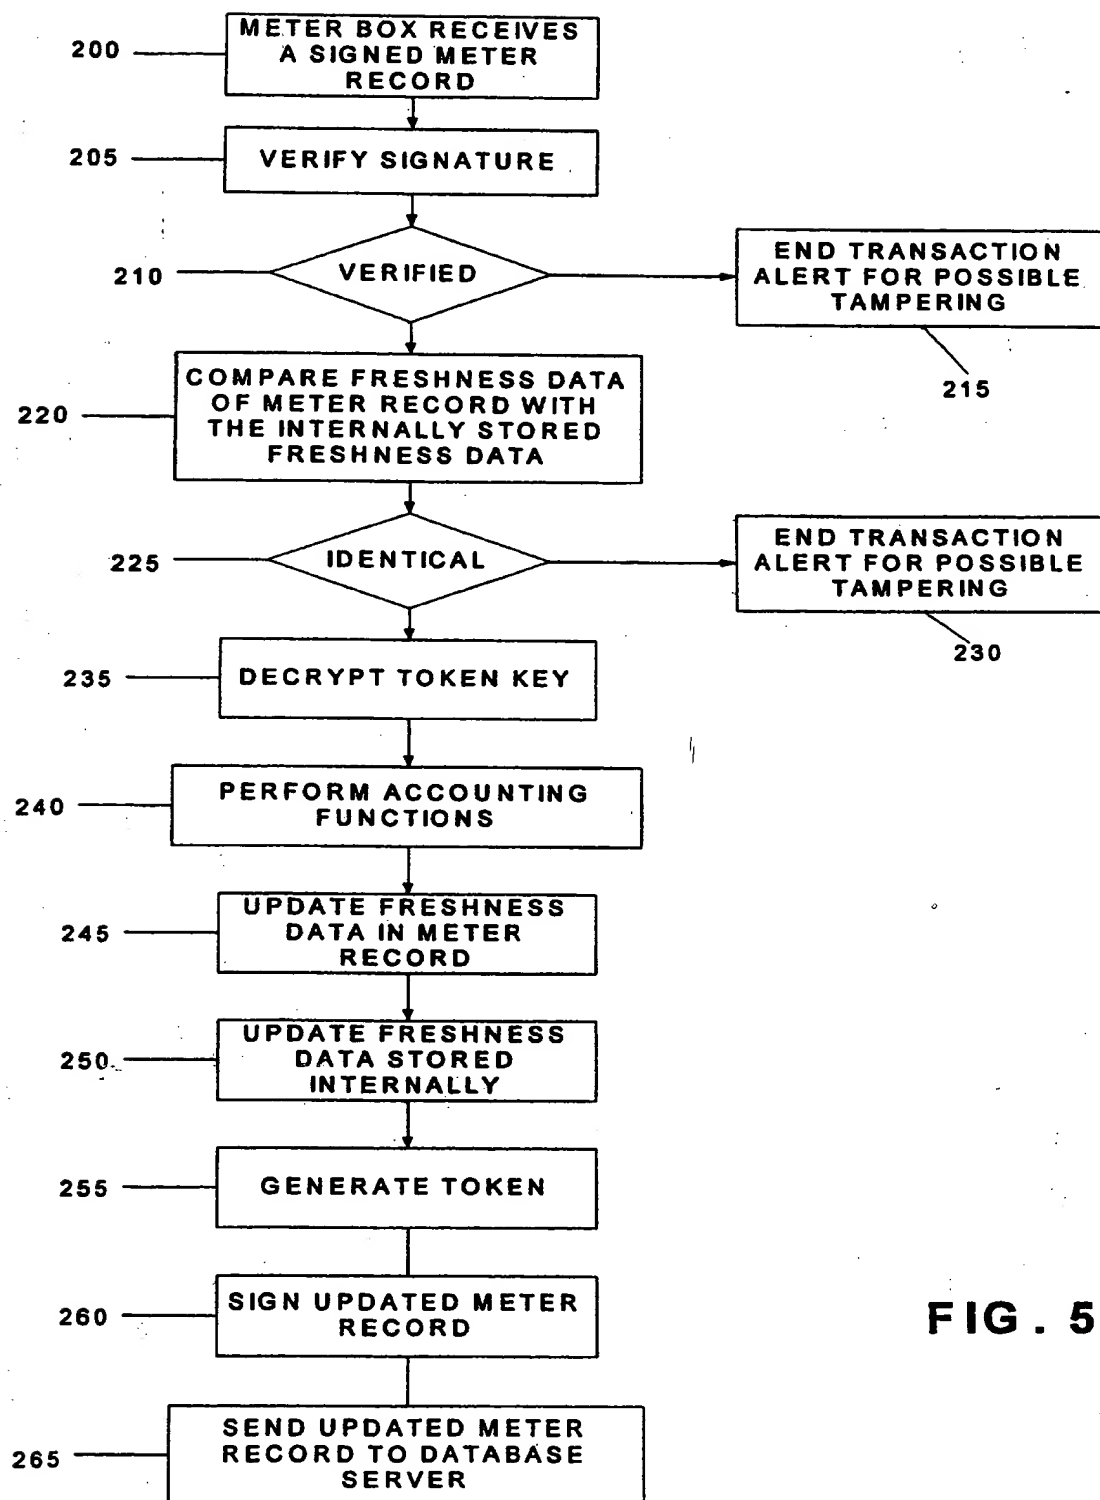 METER BOX RECEIVES
A SIGNED METER
RECORD
200
VERIFY SIGNATURE
205
VERIFIED
210
END TRANSACTION
ALERT FOR POSSIBLE
TAMPERING
215
COMPARE FRESHNESS DATA
OF METER RECORD WITH
THE INTERNALLY STORED
FRESHNESS DATA
220
IDENTICAL
225
END TRANSACTION
ALERT FOR POSSIBLE
TAMPERING
230
DECRYPT TOKEN KEY
235
PERFORM ACCOUNTING
FUNCTIONS
240
UPDATE FRESHNESS
DATA IN METER
RECORD
245
UPDATE FRESHNESS
DATA STORED
INTERNALLY
250
GENERATE TOKEN
255
SIGN UPDATED METER
RECORD
260
FIG. 5
SEND UPDATED METER
RECORD TO DATABASE
SERVER
265